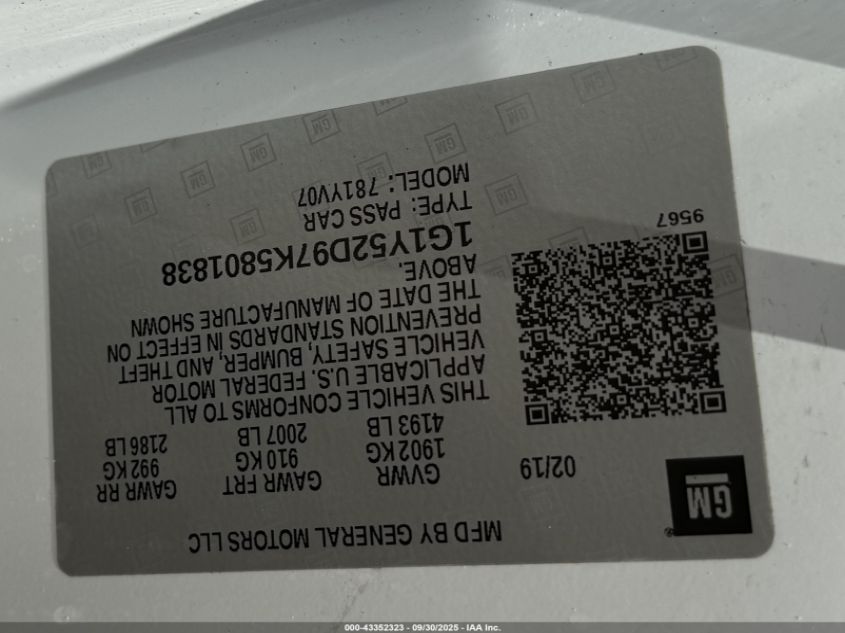 GM
MFD BY GENERAL MOTORS LLC
02/19
GVWR GAWR FRT GAWR RR
1902 KG 910 KG 992 KG
4193 LB 2007 LB 2186 LB
THIS VEHICLE CONFORMS TO ALL
APPLICABLE U.S. FEDERAL MOTOR
VEHICLE SAFETY, BUMPER, AND THEFT
PREVENTION STANDARDS IN EFFECT ON
THE DATE OF MANUFACTURE SHOWN
ABOVE.
1G1Y52D97K5801838
TYPE: PASS CAR
MODEL: 781YV07
9567
000-43352323 - 09/30/2025 - IAA Inc.